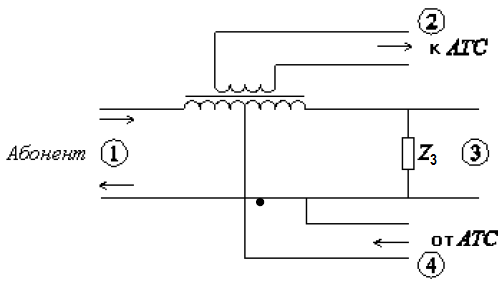 ②
к АТС
Абонент ①
Z3
③
от АТС
④